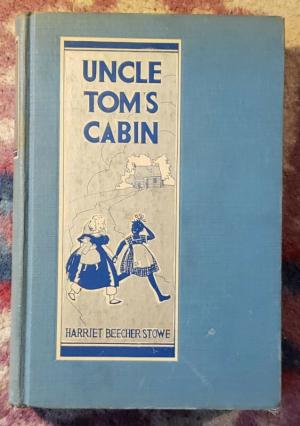 UNCLE
TOM'S
CABIN
HARRIET BEECHER STOWE